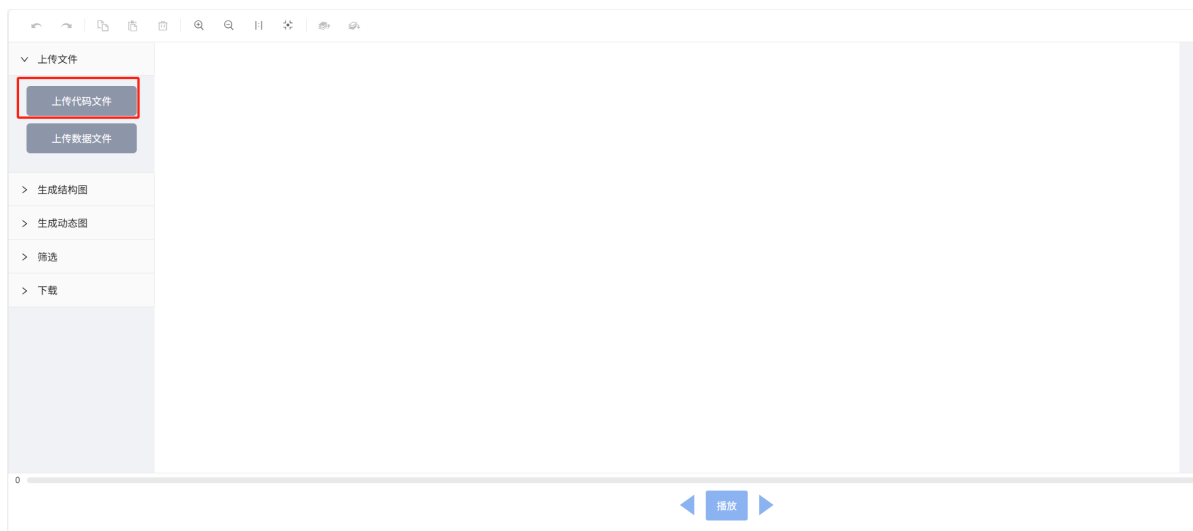 上传文件
上传代码文件
上传数据文件
生成结构图
生成动态图
筛选
下载
0
播放